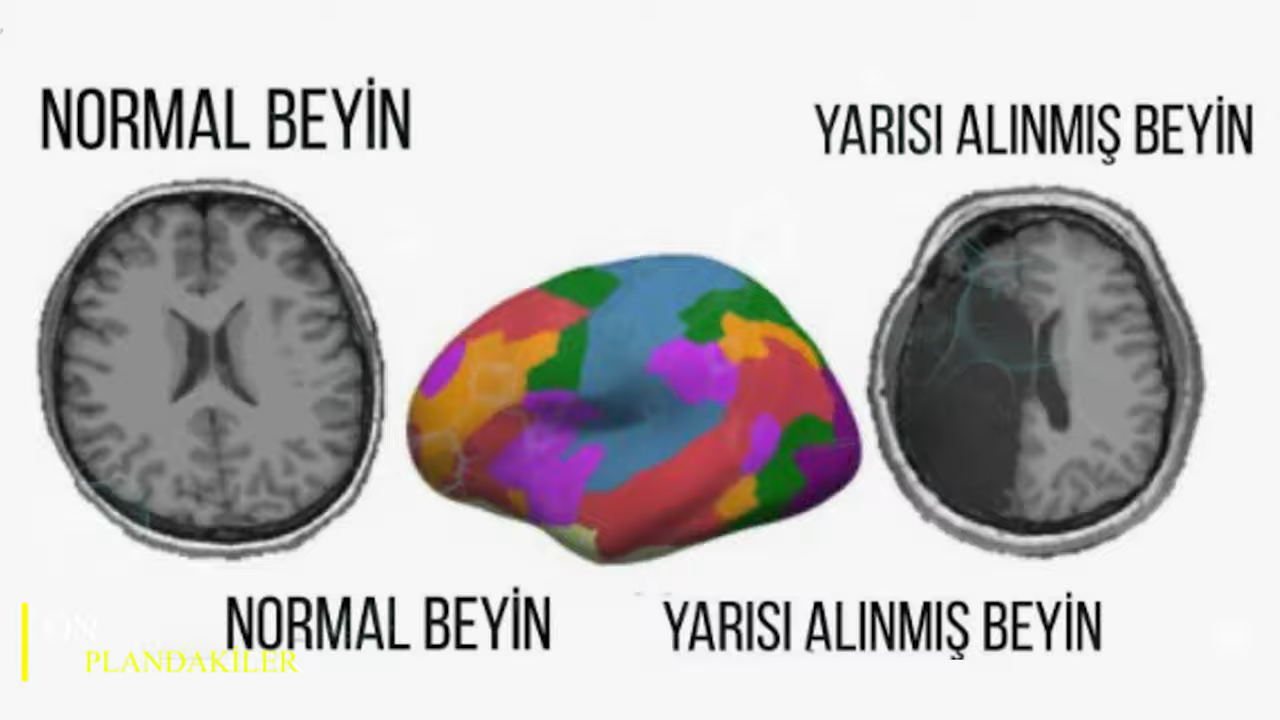 NORMAL BEYİN
YARISI ALINMIŞ BEYİN
NORMAL BEYİN
YARISI ALINMIŞ BEYİN
PLANDAKİLER